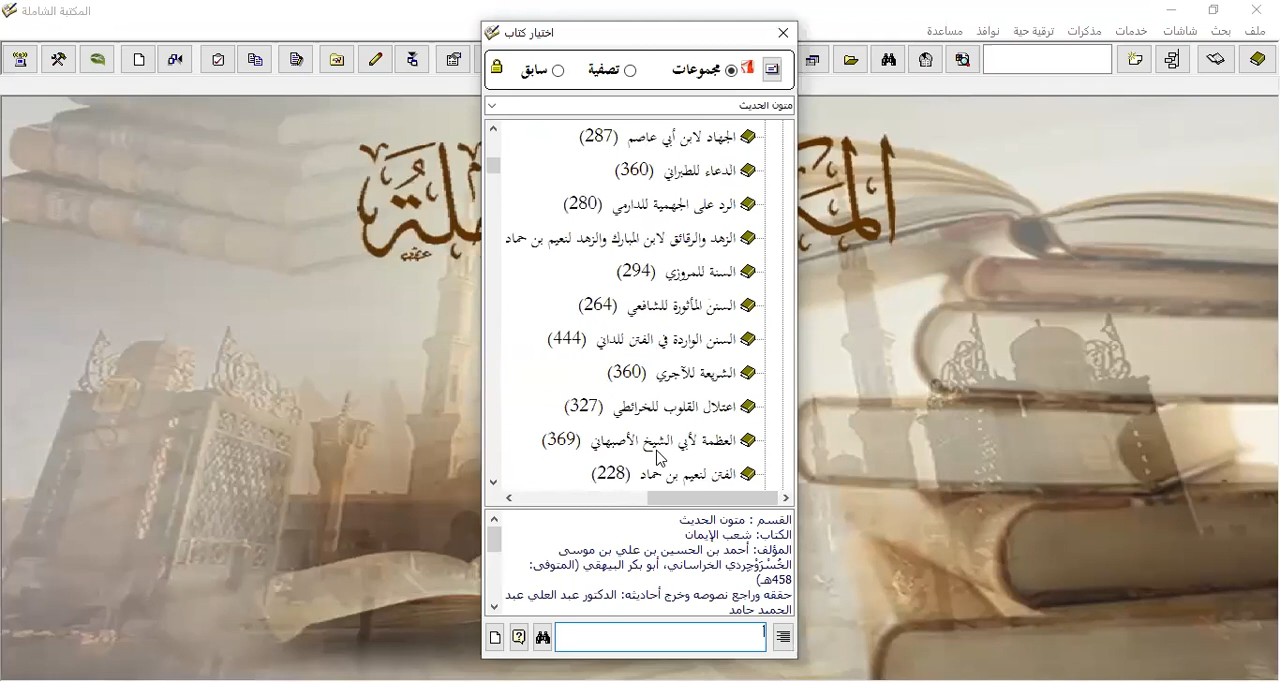 المكتبة الشاملة
ملف بحث شاشات خدمات مذكرات ترقية حية نوافذ مساعدة
اختيار كتاب
مجموعات تصفية سابق
متون الحديث
الجهاد لابن أبي عاصم (287)
الدعاء للطبراني (360)
الرد على الجهمية للدارمي (280)
الزهد والرقائق لابن المبارك والزهد لنعيم بن حماد
السنة للمروزي (294)
السنن المأثورة للشافعي (264)
السنن الواردة في الفتن للداني (444)
الشريعة للآجري (360)
اعتلال القلوب للخرائطي (327)
العظمة لأبي الشيخ الأصبهاني (369)
الفتن لنعيم بن حماد (228)
القسم : متون الحديث
الكتاب: شعب الإيمان
المؤلف: أحمد بن الحسين بن علي بن موسى
الخُسْرَوْجِردي الخراساني، أبو بكر البيهقي (المتوفى:
458هـ)
حققه وراجع نصوصه وخرج أحاديثه: الدكتور عبد العلي عبد
الحميد حامد
أ